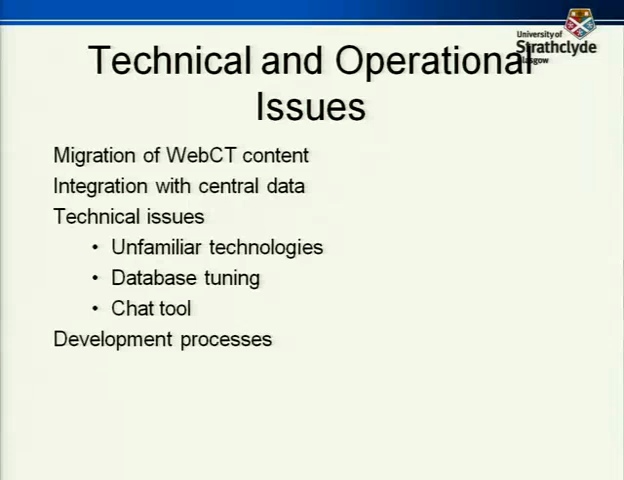 University of
Strathclyde
Glasgow
Technical and Operational
Issues
Migration of WebCT content
Integration with central data
Technical issues
• Unfamiliar technologies
• Database tuning
• Chat tool
Development processes